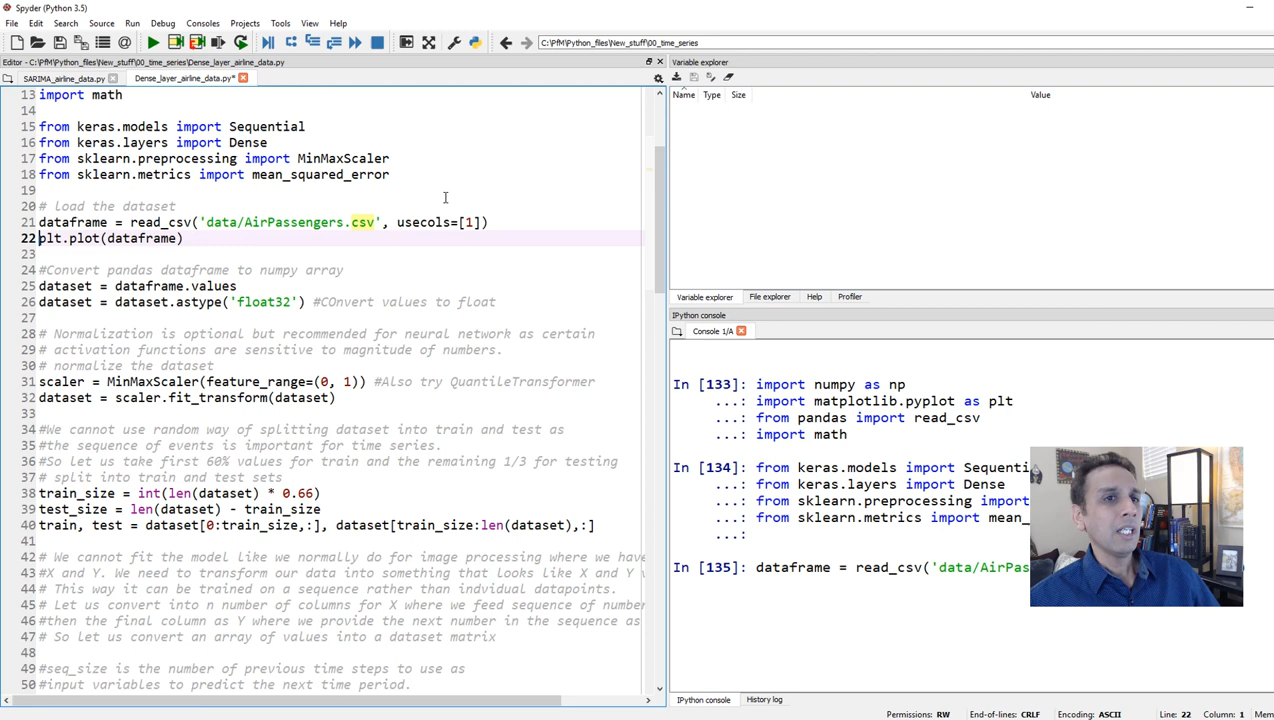 Spyder (Python 3.5)
File Edit Search Source Run Debug Consoles Projects Tools View Help
C:\PfM\Python_files\New_stuff\00_time_series
Editor - C:\PfM\Python_files\New_stuff\00_time_series\Dense_layer_airline_data.py
SARIMA_airline_data.py Dense_layer_airline_data.py*
13 import math
14
15 from keras.models import Sequential
16 from keras.layers import Dense
17 from sklearn.preprocessing import MinMaxScaler
18 from sklearn.metrics import mean_squared_error
19
20 # load the dataset
21 dataframe = read_csv('data/AirPassengers.csv', usecols=[1])
22 plt.plot(dataframe)
23
24 #Convert pandas dataframe to numpy array
25 dataset = dataframe.values
26 dataset = dataset.astype('float32') #COnvert values to float
27
28 # Normalization is optional but recommended for neural network as certain
29 # activation functions are sensitive to magnitude of numbers.
30 # normalize the dataset
31 scaler = MinMaxScaler(feature_range=(0, 1)) #Also try QuantileTransformer
32 dataset = scaler.fit_transform(dataset)
33
34 #We cannot use random way of splitting dataset into train and test as
35 #the sequence of events is important for time series.
36 #So let us take first 60% values for train and the remaining 1/3 for testing
37 # split into train and test sets
38 train_size = int(len(dataset) * 0.66)
39 test_size = len(dataset) - train_size
40 train, test = dataset[0:train_size,:], dataset[train_size:len(dataset),:]
41
42 # We cannot fit the model like we normally do for image processing where we have
43 #X and Y. We need to transform our data into something that looks like X and Y v
44 # This way it can be trained on a sequence rather than indvidual datapoints.
45 # Let us convert into n number of columns for X where we feed sequence of number
46 #then the final column as Y where we provide the next number in the sequence as
47 # So let us convert an array of values into a dataset matrix
48
49 #seq_size is the number of previous time steps to use as
50 #input variables to predict the next time period.
Variable explorer
Name Type Size Value
Variable explorer File explorer Help Profiler
IPython console
Console 1/A
In [133]: import numpy as np
...: import matplotlib.pyplot as plt
...: from pandas import read_csv
...: import math
In [134]: from keras.models import Sequenti
...: from keras.layers import Dense
...: from sklearn.preprocessing import
...: from sklearn.metrics import mean_
...:
In [135]: dataframe = read_csv('data/AirPas
IPython console History log
Permissions: RW End-of-lines: CRLF Encoding: ASCII Line: 22 Column: 1 Mem